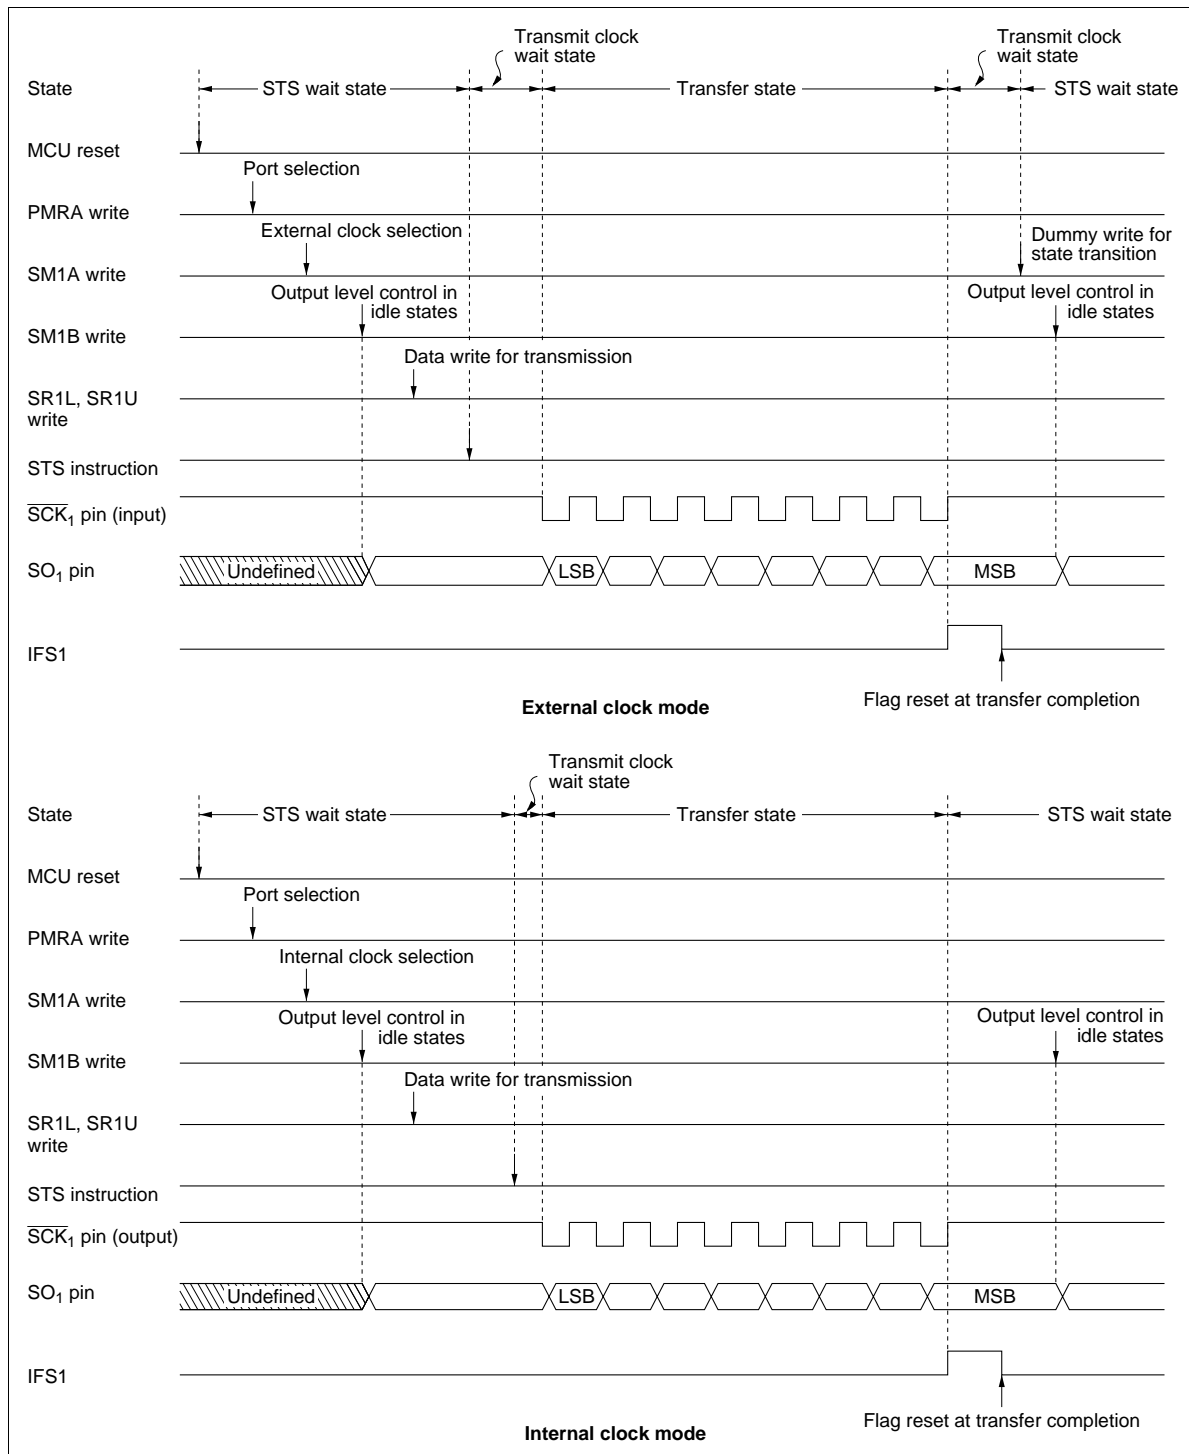 Transmit clock
wait state
Transmit clock
wait state
State
STS wait state
Transfer state
STS wait state
MCU reset
Port selection
PMRA write
External clock selection
Dummy write for
state transition
SM1A write
Output level control in
idle states
Output level control in
idle states
SM1B write
Data write for transmission
SR1L, SR1U
write
STS instruction
SCK1 pin (input)
SO1 pin
Undefined
LSB
MSB
IFS1
Flag reset at transfer completion
External clock mode
Transmit clock
wait state
State
STS wait state
Transfer state
STS wait state
MCU reset
Port selection
PMRA write
Internal clock selection
SM1A write
Output level control in
idle states
Output level control in
idle states
SM1B write
Data write for transmission
SR1L, SR1U
write
STS instruction
SCK1 pin (output)
SO1 pin
Undefined
LSB
MSB
IFS1
Flag reset at transfer completion
Internal clock mode